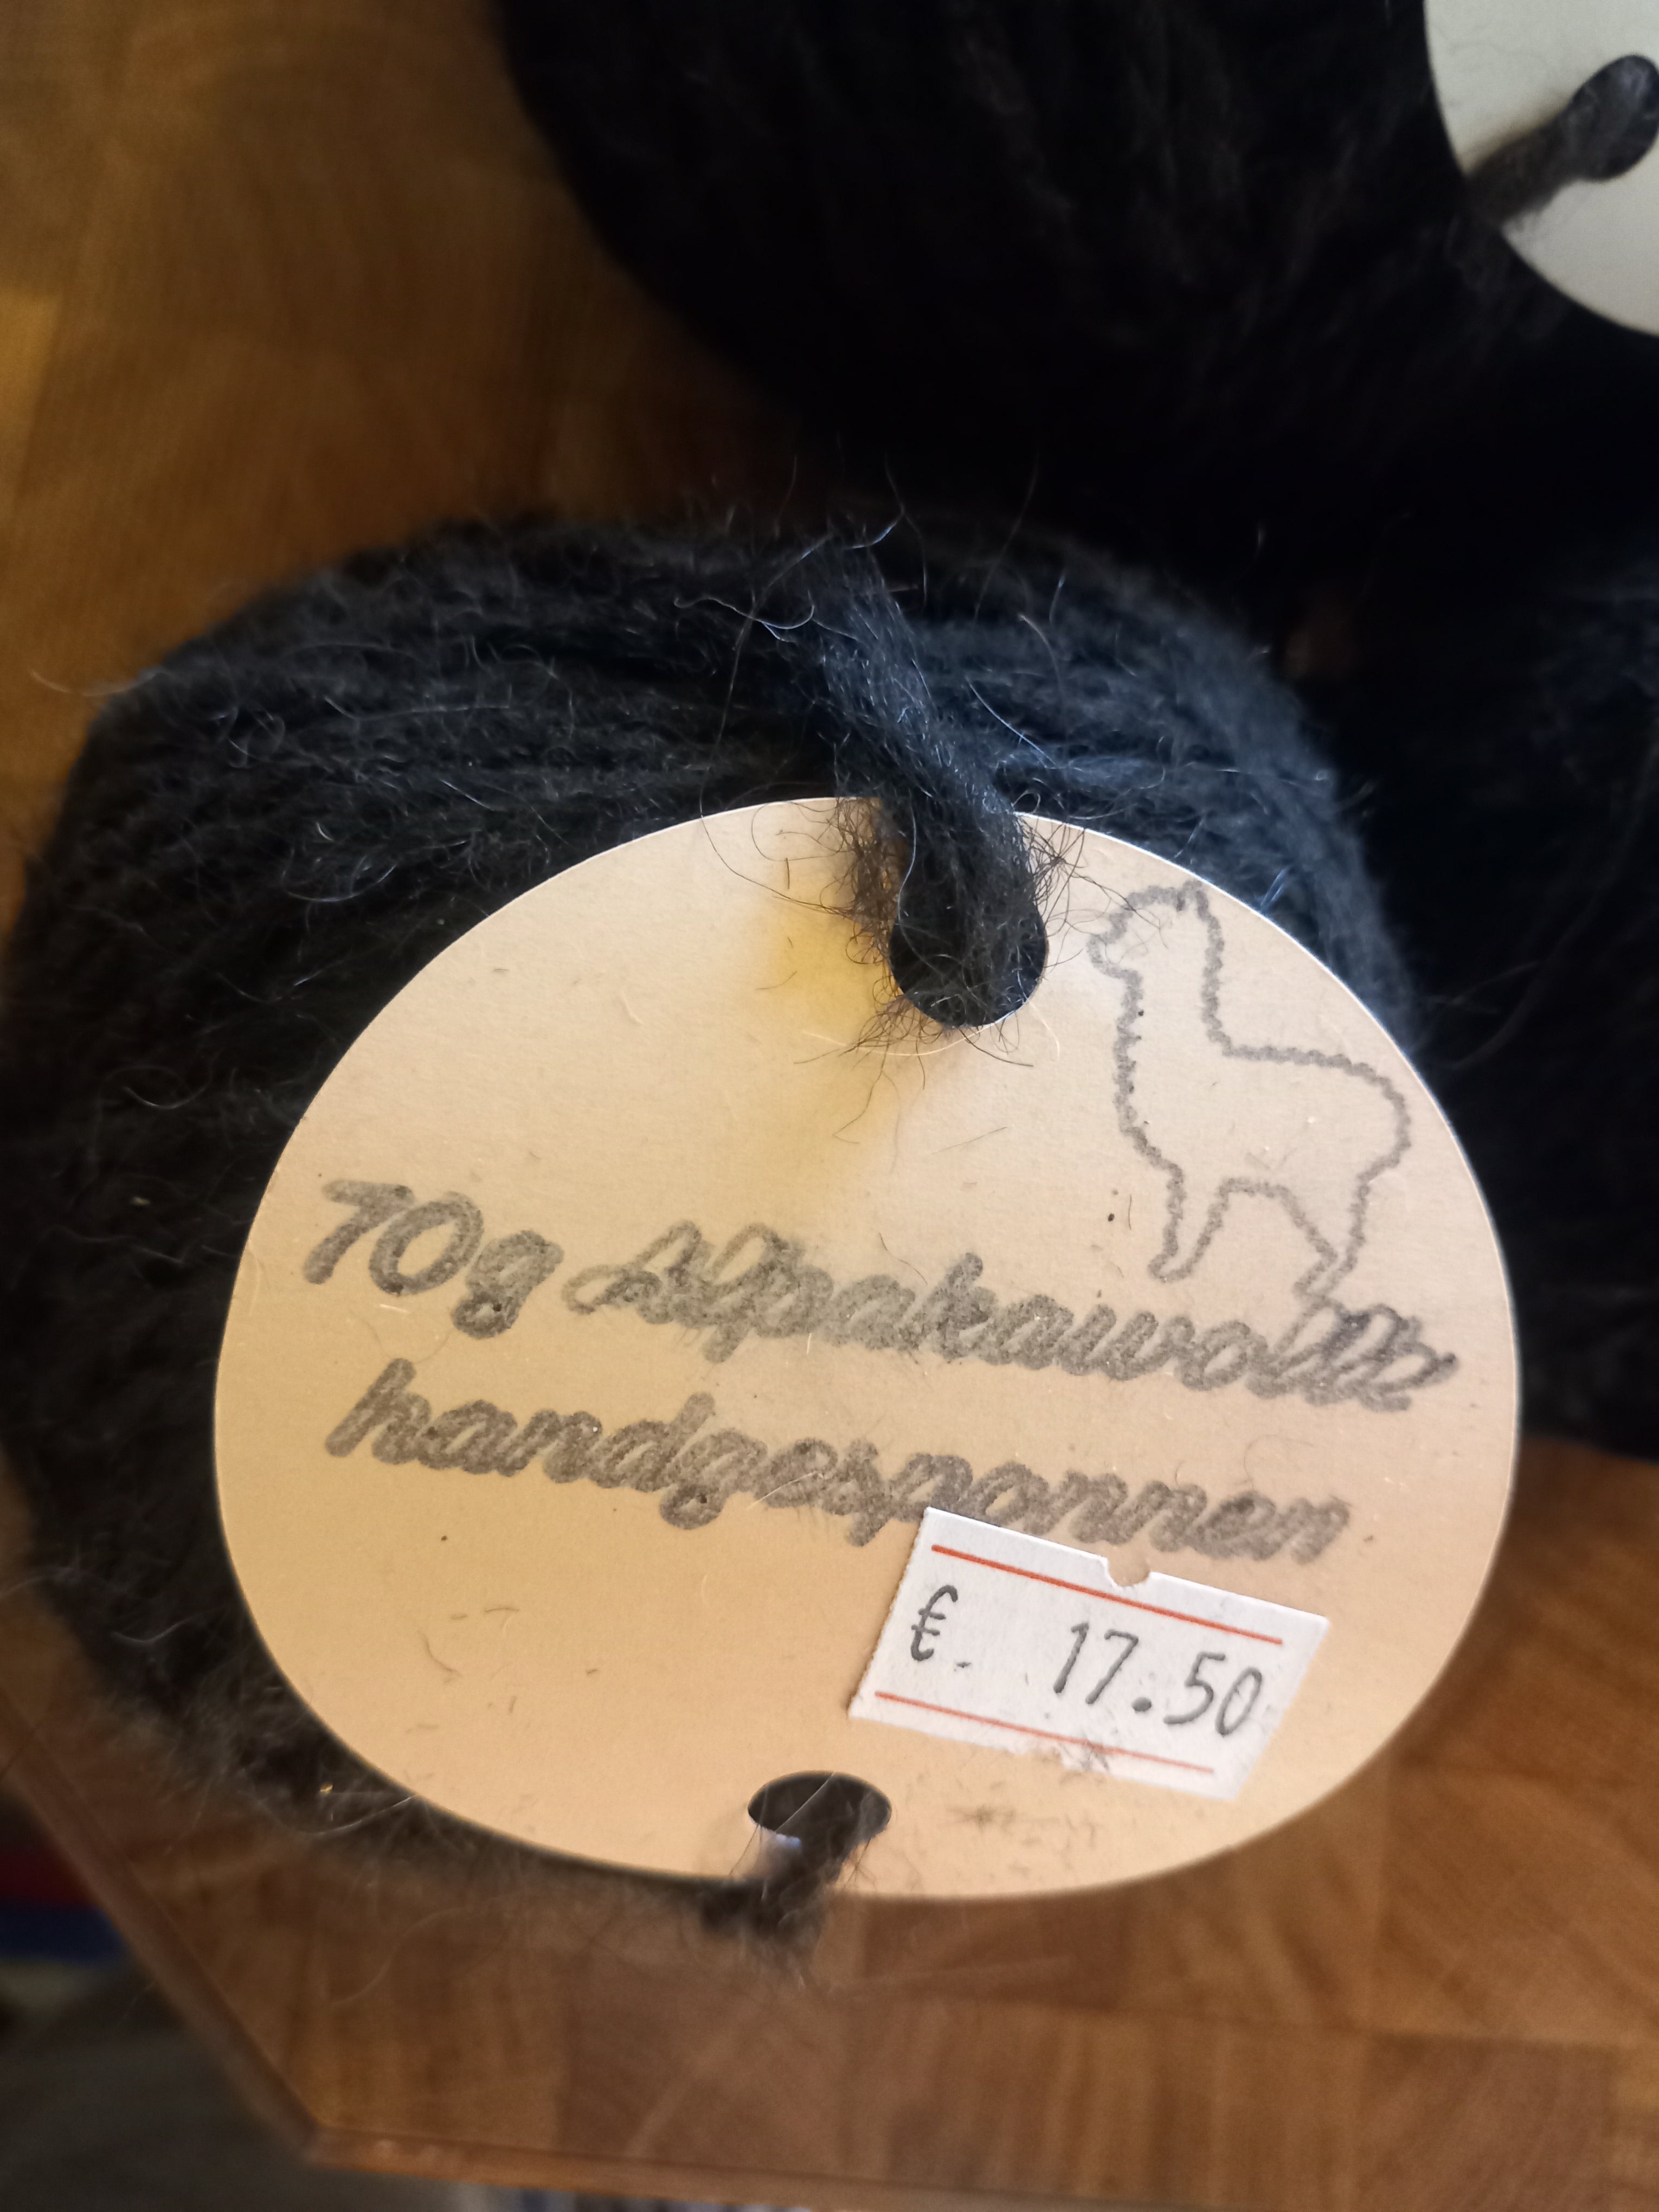 70g Alpakawolle
handgesponnen
€. 17.50